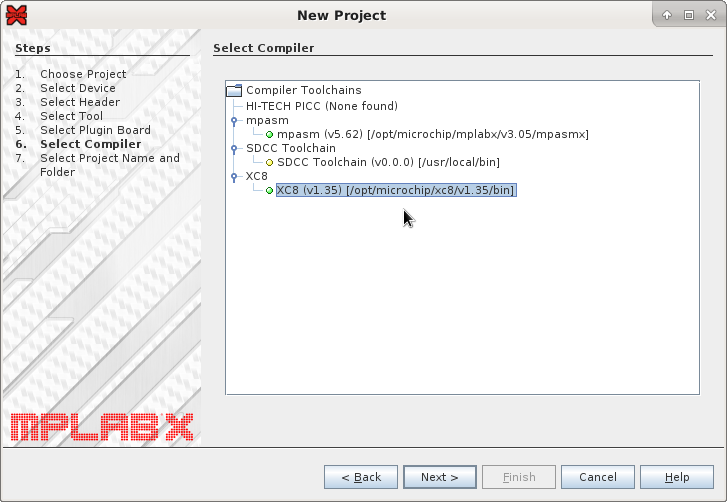 New Project
Steps
1. Choose Project
2. Select Device
3. Select Header
4. Select Tool
5. Select Plugin Board
6. Select Compiler
7. Select Project Name and
Folder
MPLAB X
Select Compiler
Compiler Toolchains
HI-TECH PICC (None found)
mpasm
mpasm (v5.62) [/opt/microchip/mplabx/v3.05/mpasmx]
SDCC Toolchain
SDCC Toolchain (v0.0.0) [/usr/local/bin]
XC8
XC8 (v1.35) [/opt/microchip/xc8/v1.35/bin]
< Back
Next >
Finish
Cancel
Help